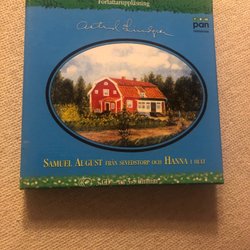 Författaruppläsning
Astrid Lindgren
pan
SAMUEL AUGUST FRÅN SEVEDSTORP OCH HANNA I HULT